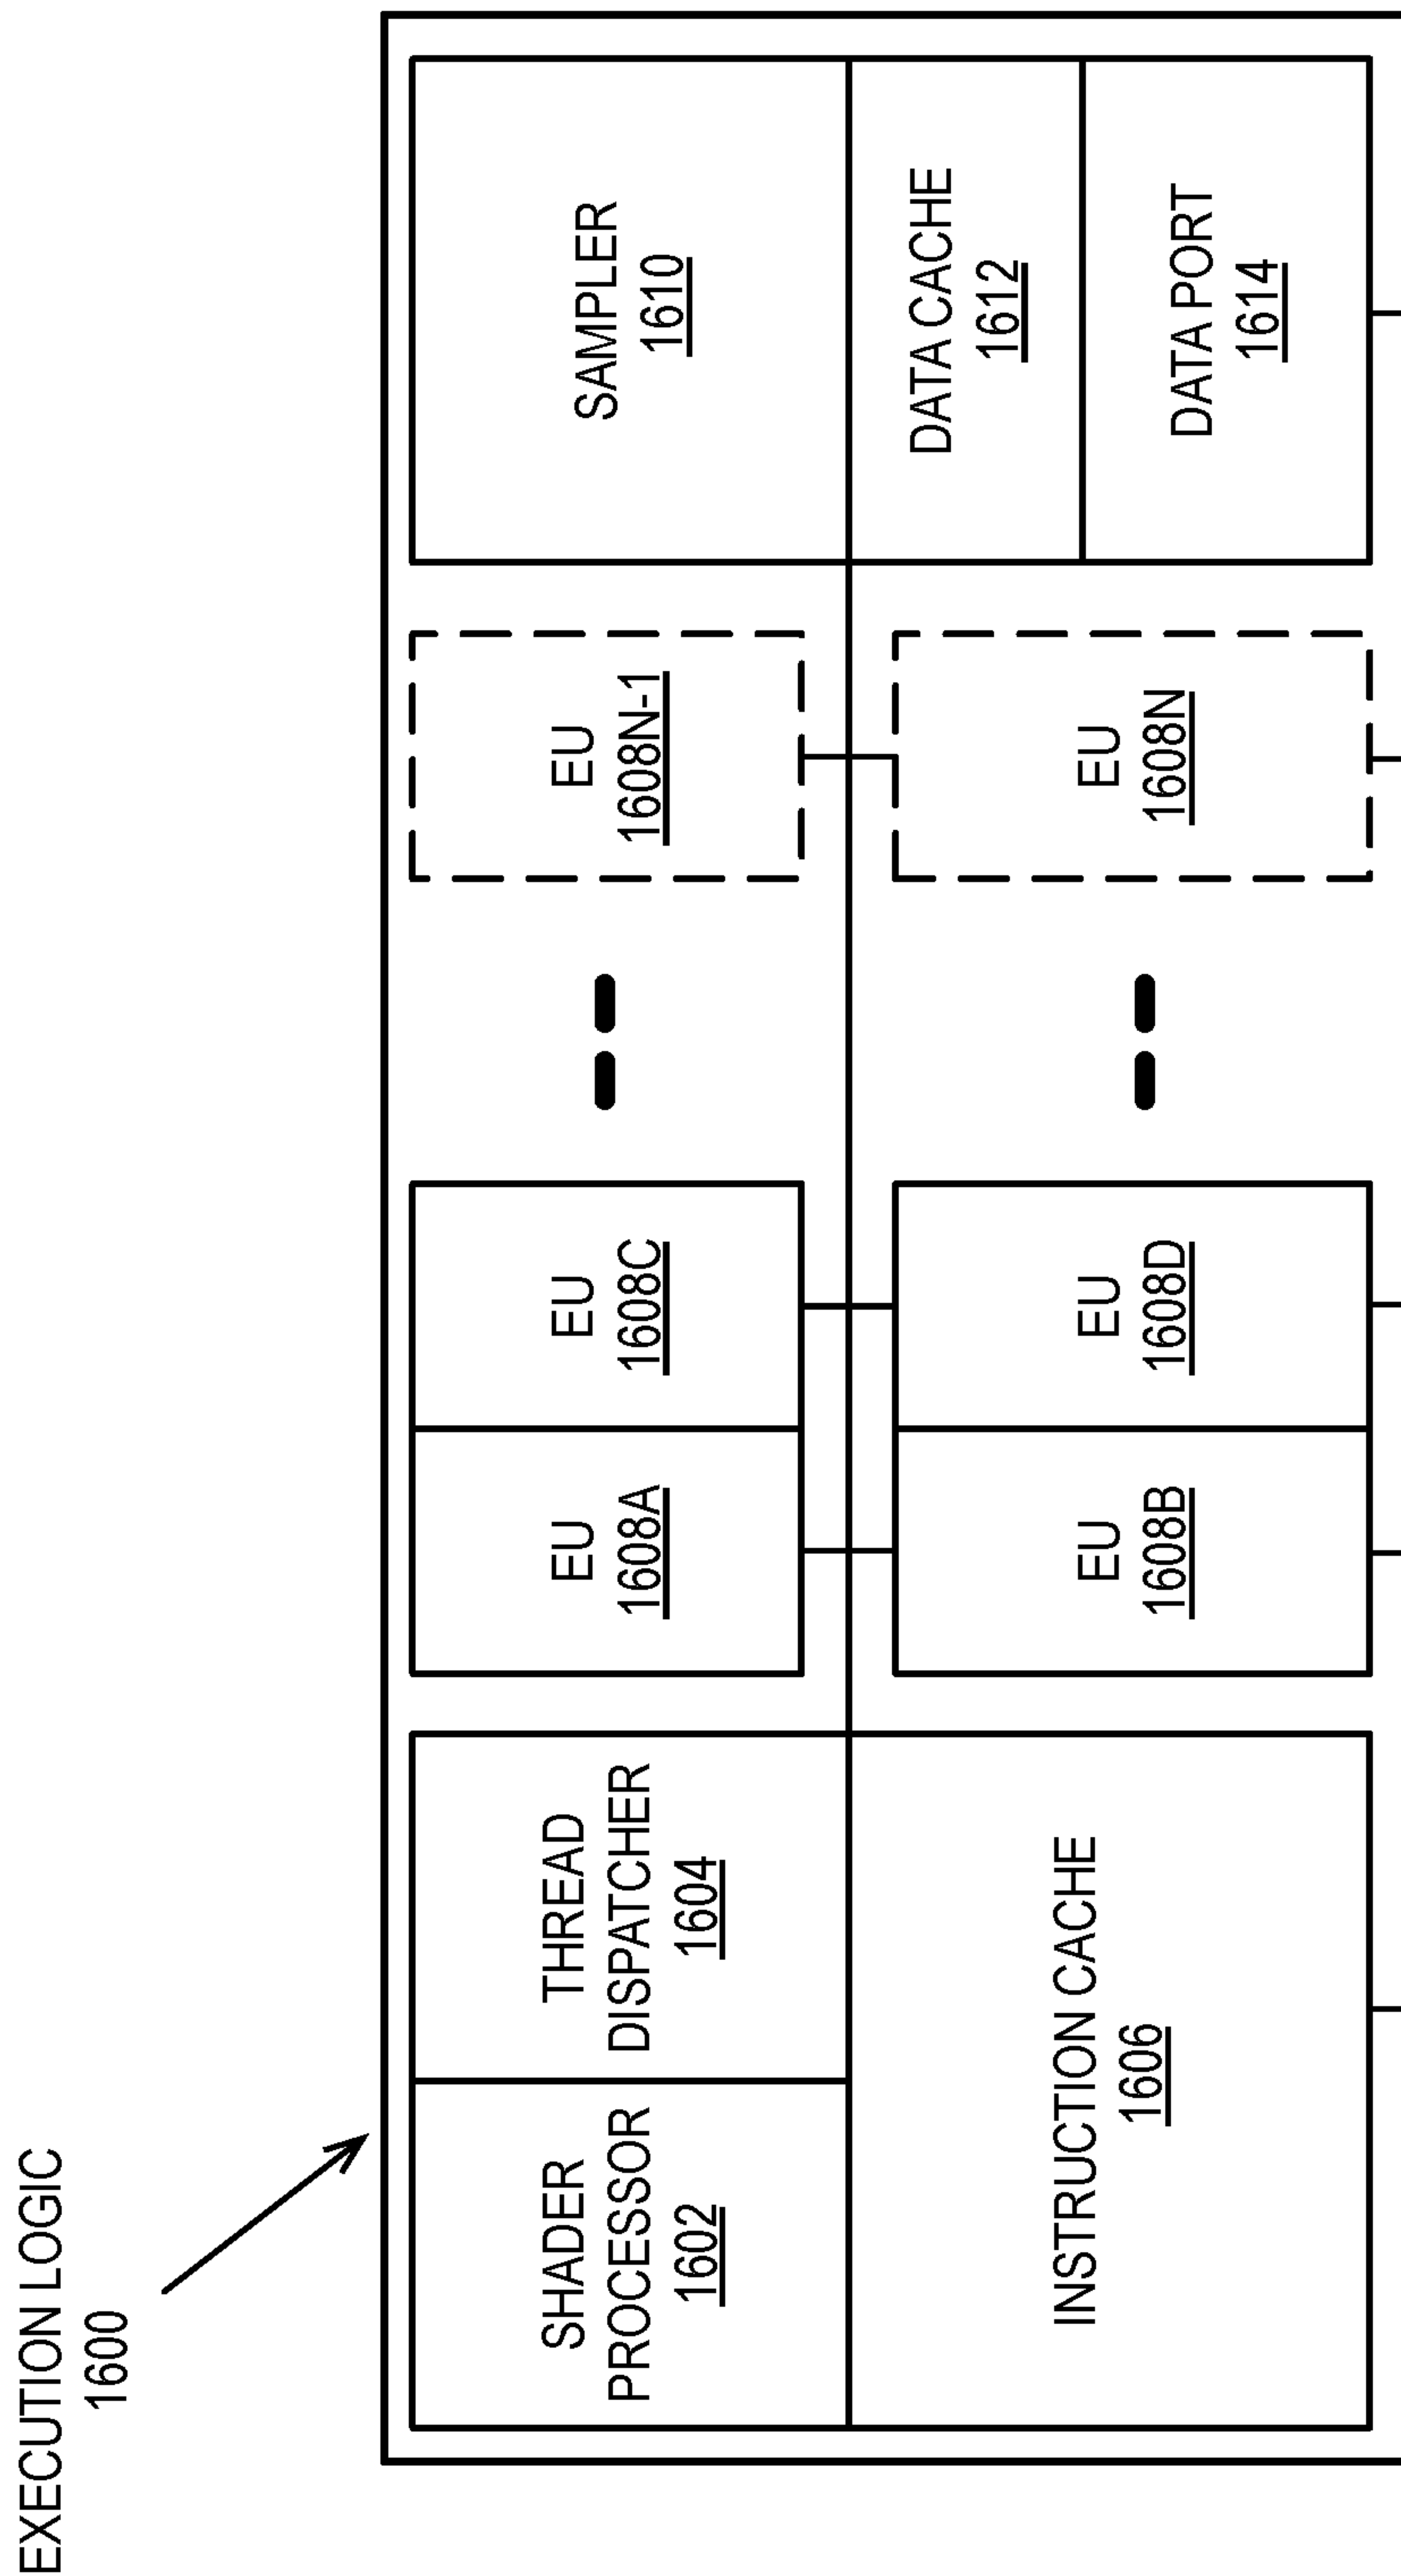 EXECUTION LOGIC
1600
SHADER
PROCESSOR
1602
THREAD
DISPATCHER
1604
INSTRUCTION CACHE
1606
EU
1608A
EU
1608C
EU
1608B
EU
1608D
EU
1608N-1
EU
1608N
SAMPLER
1610
DATA CACHE
1612
DATA PORT
1614